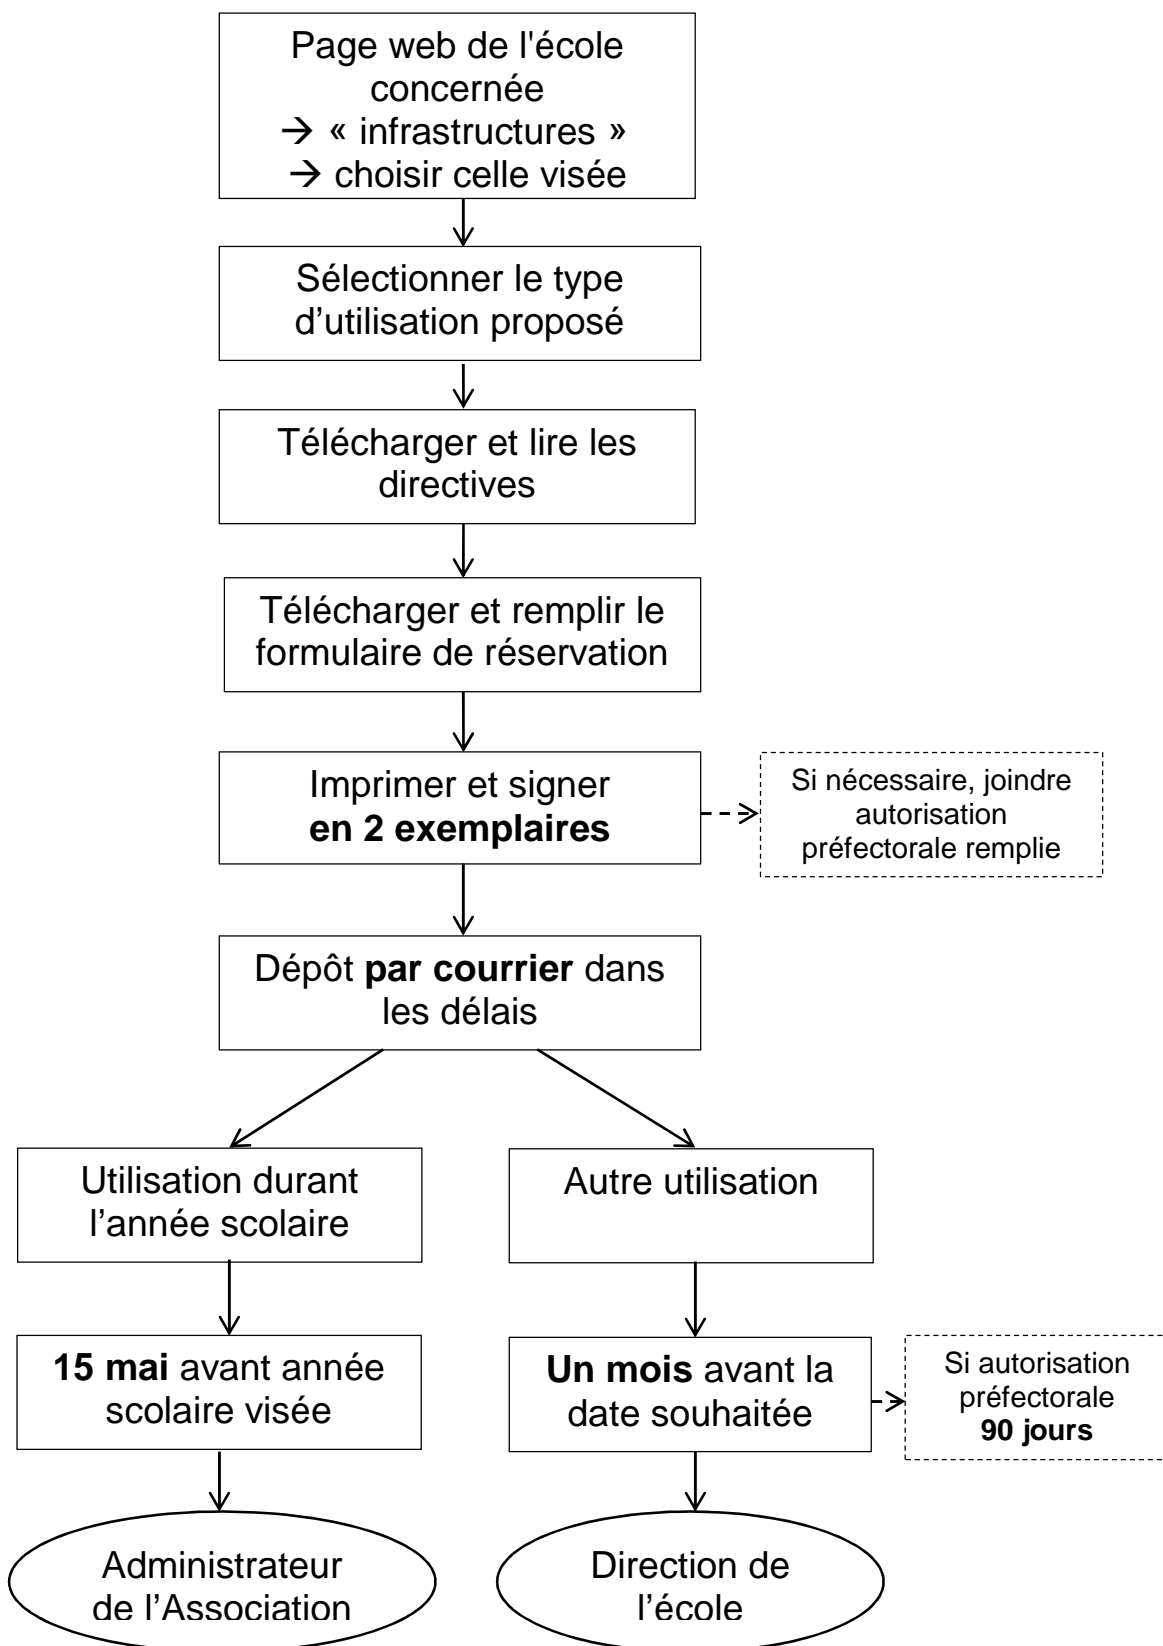 Page web de l'école
concernée
→ « infrastructures »
→ choisir celle visée
Sélectionner le type
d’utilisation proposé
Télécharger et lire les
directives
Télécharger et remplir le
formulaire de réservation
Imprimer et signer
en 2 exemplaires
Si nécessaire, joindre
autorisation
préfectorale remplie
Dépôt par courrier dans
les délais
Utilisation durant
l’année scolaire
Autre utilisation
15 mai avant année
scolaire visée
Un mois avant la
date souhaitée
Si autorisation
préfectorale
90 jours
Administrateur
de l’Association
Direction de
l’école